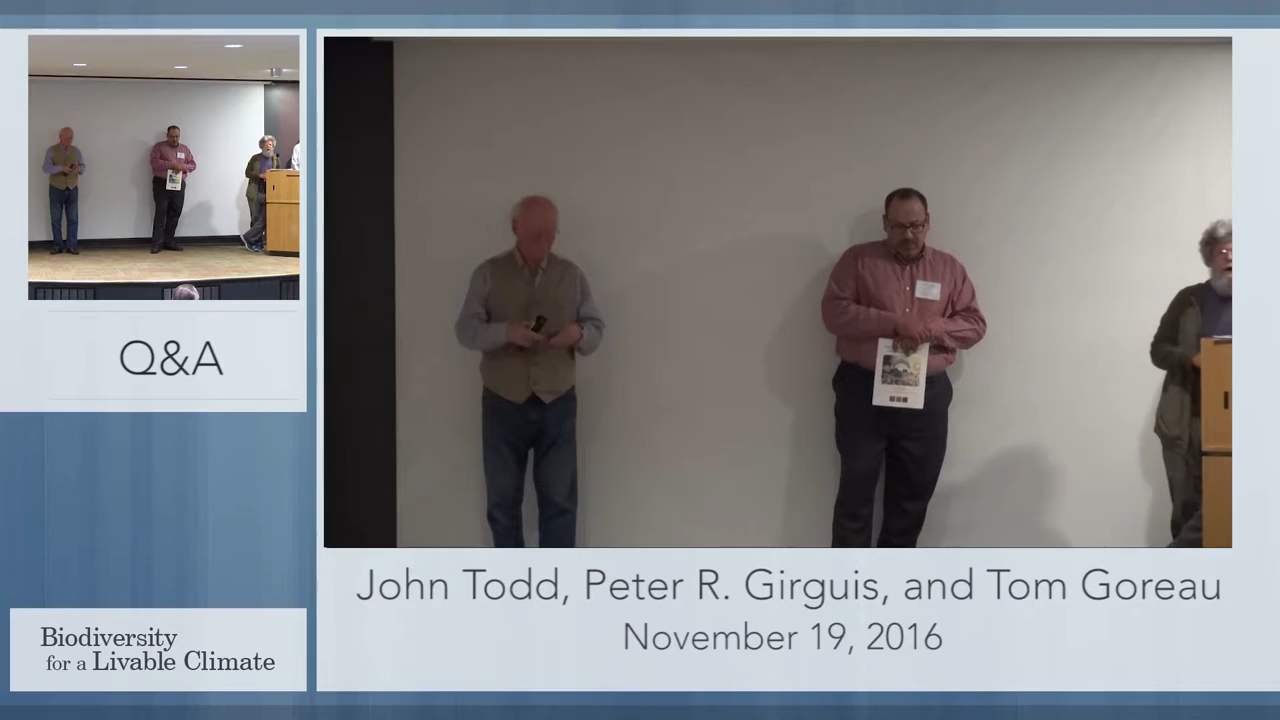 Q&A
John Todd, Peter R. Girguis, and Tom Goreau
November 19, 2016
Biodiversity
for a Livable Climate